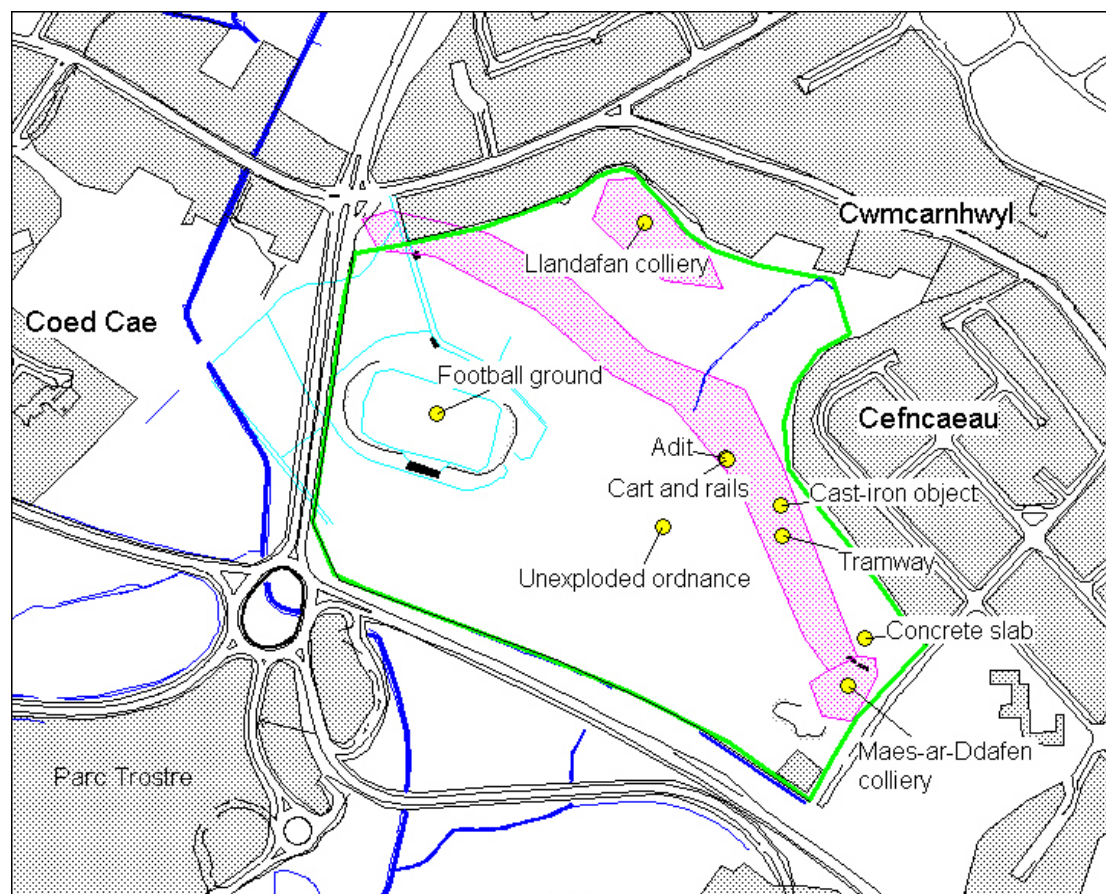 Cwmcarnhwyl
Llandafan colliery
Coed Cae
Football ground
Cefncaeau
Adit
Cart and rails
Cast-iron object
Tramway
Unexploded ordnance
Concrete slab
Maes-ar-Ddafen
colliery
Parc Trostre